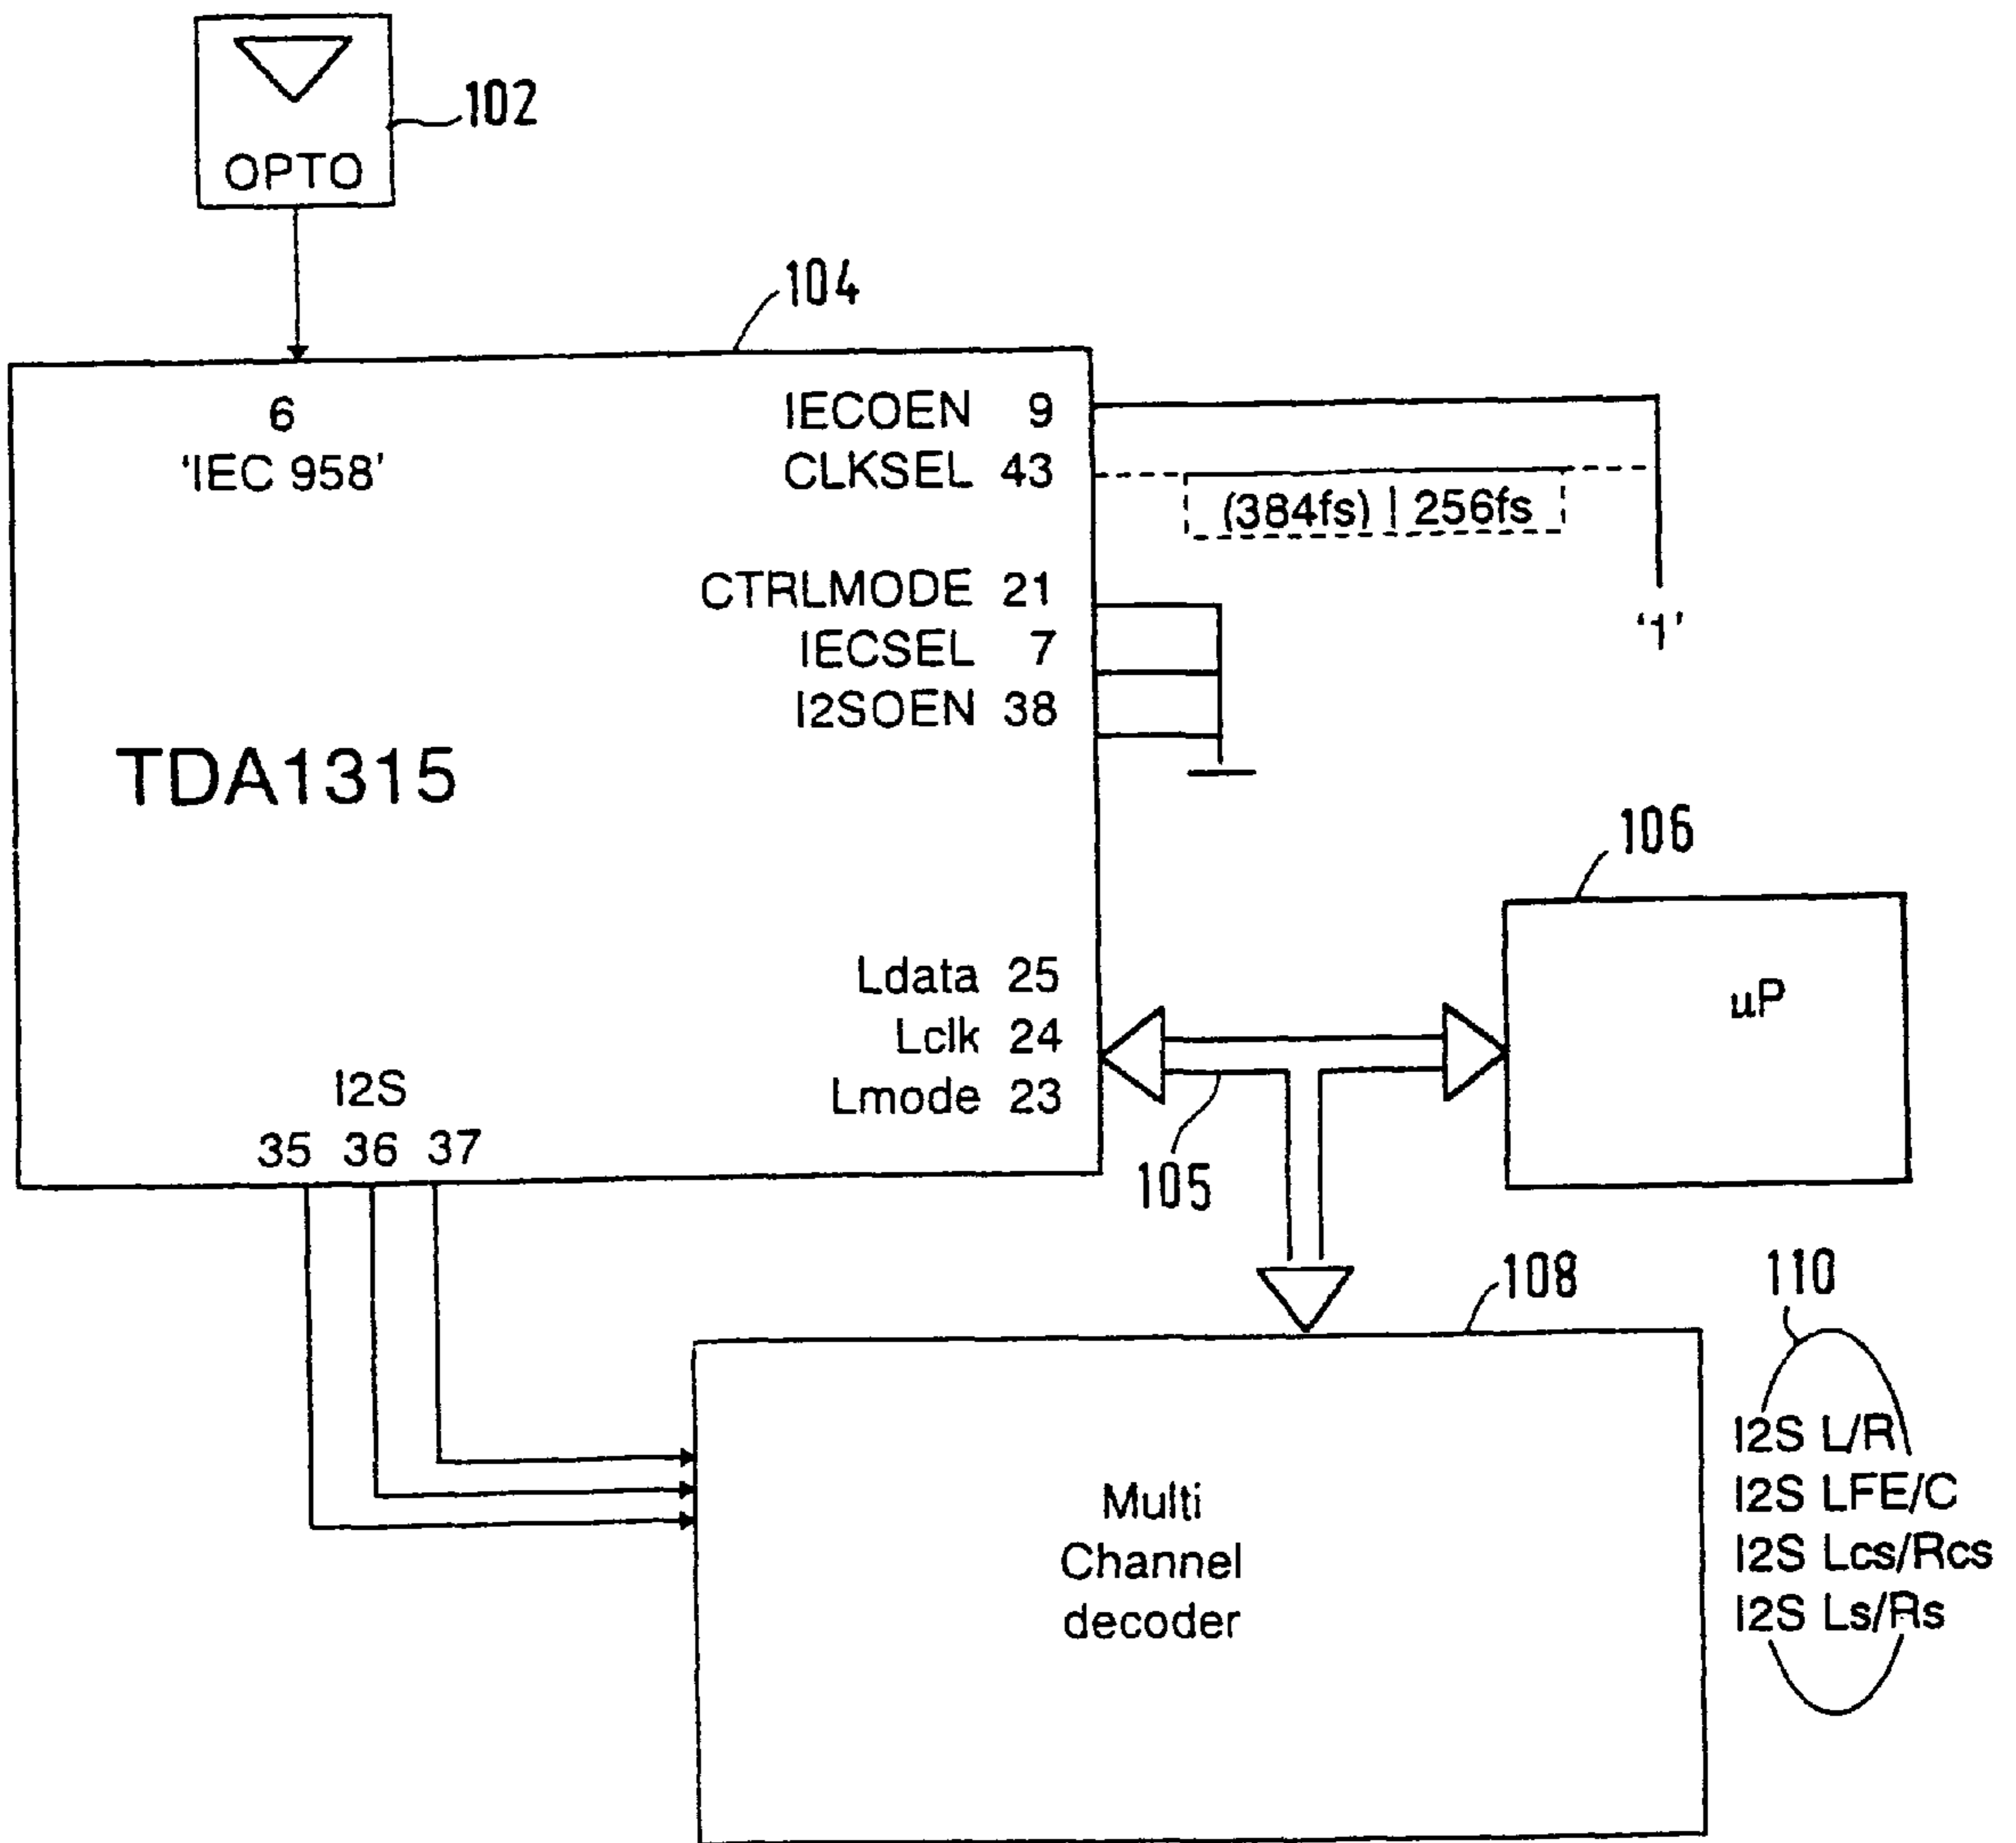 102
OPTO
104
6
'IEC 958'
IECOEN 9
CLKSEL 43
(384fs) | 256fs
CTRLMODE 21
IECSEL 7
I2SOEN 38
'1'
TDA1315
106
µP
Ldata 25
Lclk 24
Lmode 23
105
I2S
35 36 37
108
110
Multi
Channel
decoder
I2S L/R
I2S LFE/C
I2S Lcs/Rcs
I2S Ls/Rs